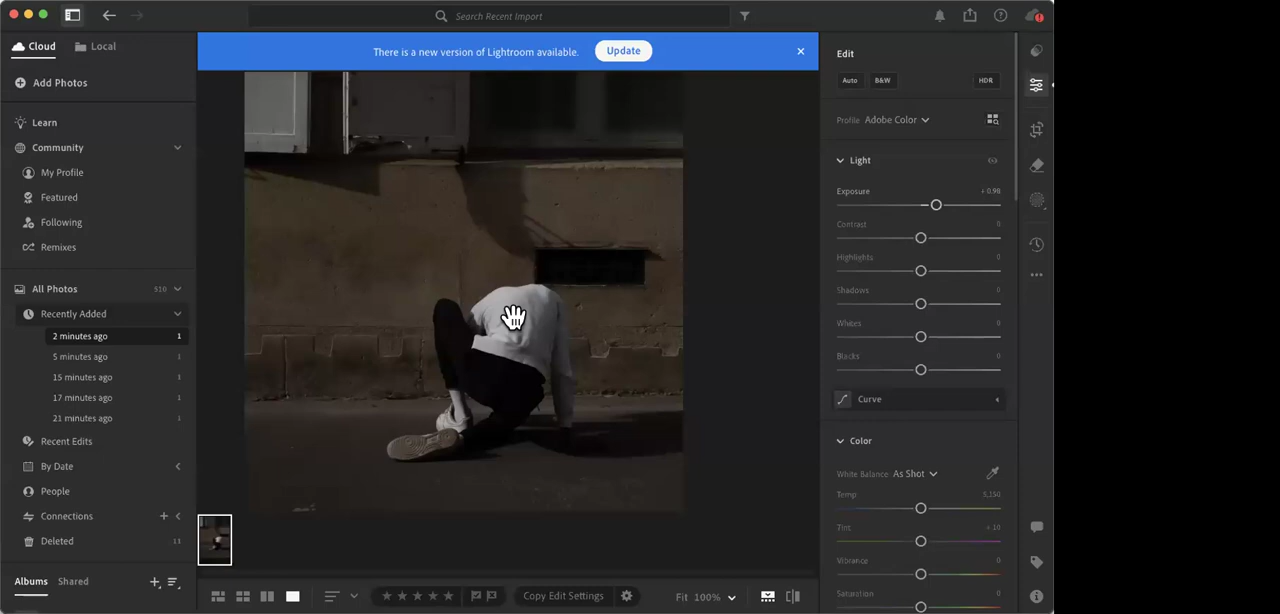 Search Recent Import
Cloud
Local
There is a new version of Lightroom available.
Update
Add Photos
Learn
Community
My Profile
Featured
Following
Remixes
All Photos
510
Recently Added
2 minutes ago
1
5 minutes ago
1
15 minutes ago
1
17 minutes ago
1
21 minutes ago
1
Recent Edits
By Date
People
Connections
Deleted
13
Albums
Shared
Copy Edit Settings
Fit
100%
Edit
Auto
B&W
HDR
Profile
Adobe Color
Light
Exposure
+ 0.98
Contrast
0
Highlights
0
Shadows
0
Whites
0
Blacks
0
Curve
Color
White Balance:
As Shot
Temp
5,150
Tint
+ 10
Vibrance
0
Saturation
0